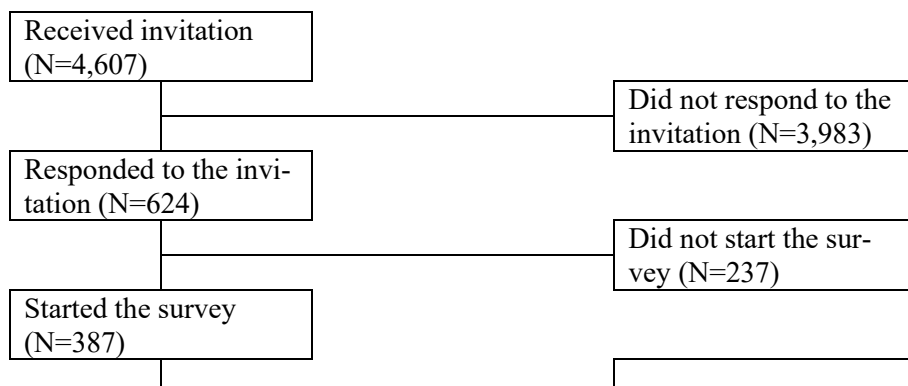 Received invitation
(N=4,607)
Did not respond to the
invitation (N=3,983)
Responded to the invi-
tation (N=624)
Did not start the sur-
vey (N=237)
Started the survey
(N=387)